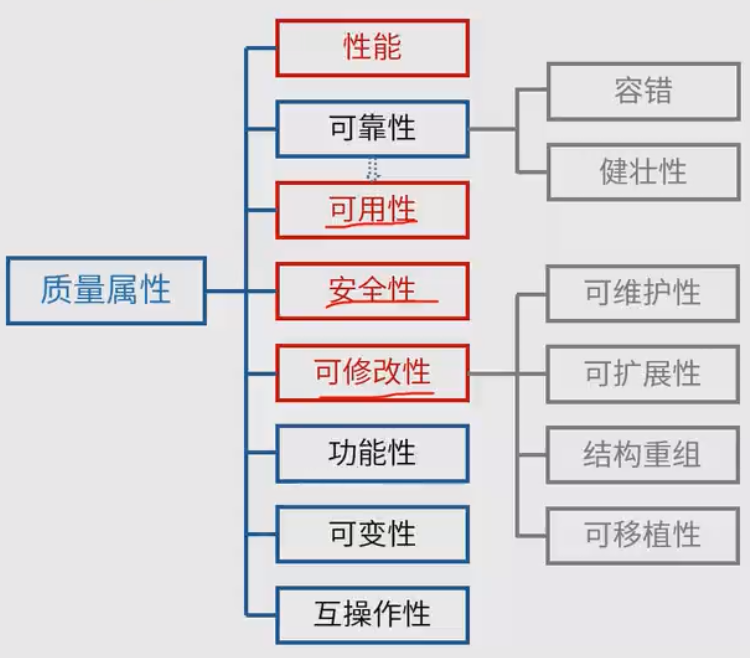 性能
可靠性
容错
健壮性
可用性
质量属性
安全性
可修改性
可维护性
可扩展性
结构重组
可移植性
功能性
可变性
互操作性